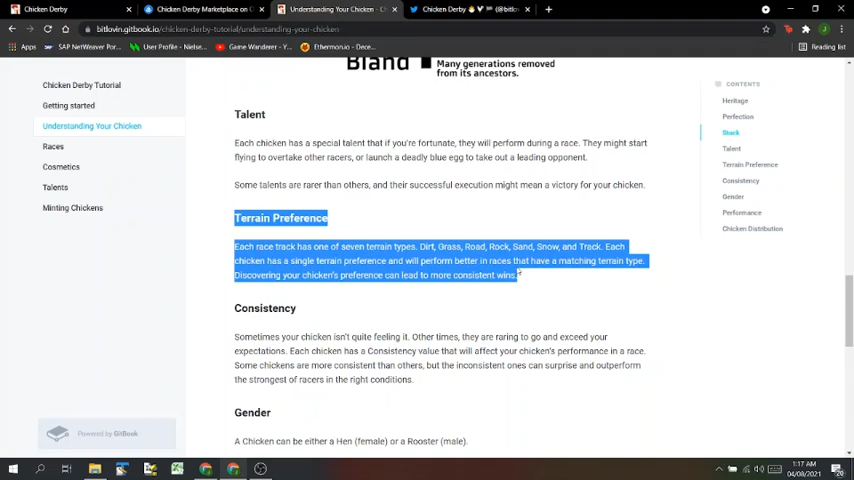 Chicken Derby
Chicken Derby Marketplace on
Understanding Your Chicken - C
Chicken Derby
bitlovin.gitbook.io/chicken-derby-tutorial/understanding-your-chicken
Apps
SAP NetWeaver Por...
User Profile - Nielse...
Game Wanderer - Y...
Ethermon.io - Dece...
Reading list
Chicken Derby Tutorial
Getting started
Understanding Your Chicken
Races
Cosmetics
Talents
Minting Chickens
Powered by GitBook
Bland
Many generations removed
from its ancestors.
Talent
Each chicken has a special talent that if you're fortunate, they will perform during a race. They might start
flying to overtake other racers, or launch a deadly blue egg to take out a leading opponent.
Some talents are rarer than others, and their successful execution might mean a victory for your chicken.
Terrain Preference
Each race track has one of seven terrain types. Dirt, Grass, Road, Rock, Sand, Snow, and Track. Each
chicken has a single terrain preference and will perform better in races that have a matching terrain type.
Discovering your chicken's preference can lead to more consistent wins.
Consistency
Sometimes your chicken isn't quite feeling it. Other times, they are raring to go and exceed your
expectations. Each chicken has a Consistency value that will affect your chicken's performance in a race.
Some chickens are more consistent than others, but the inconsistent ones can surprise and outperform
the strongest of racers in the right conditions.
Gender
A Chicken can be either a Hen (female) or a Rooster (male).
CONTENTS
Heritage
Perfection
Stock
Talent
Terrain Preference
Consistency
Gender
Performance
Chicken Distribution
1:17 AM
04/08/2021